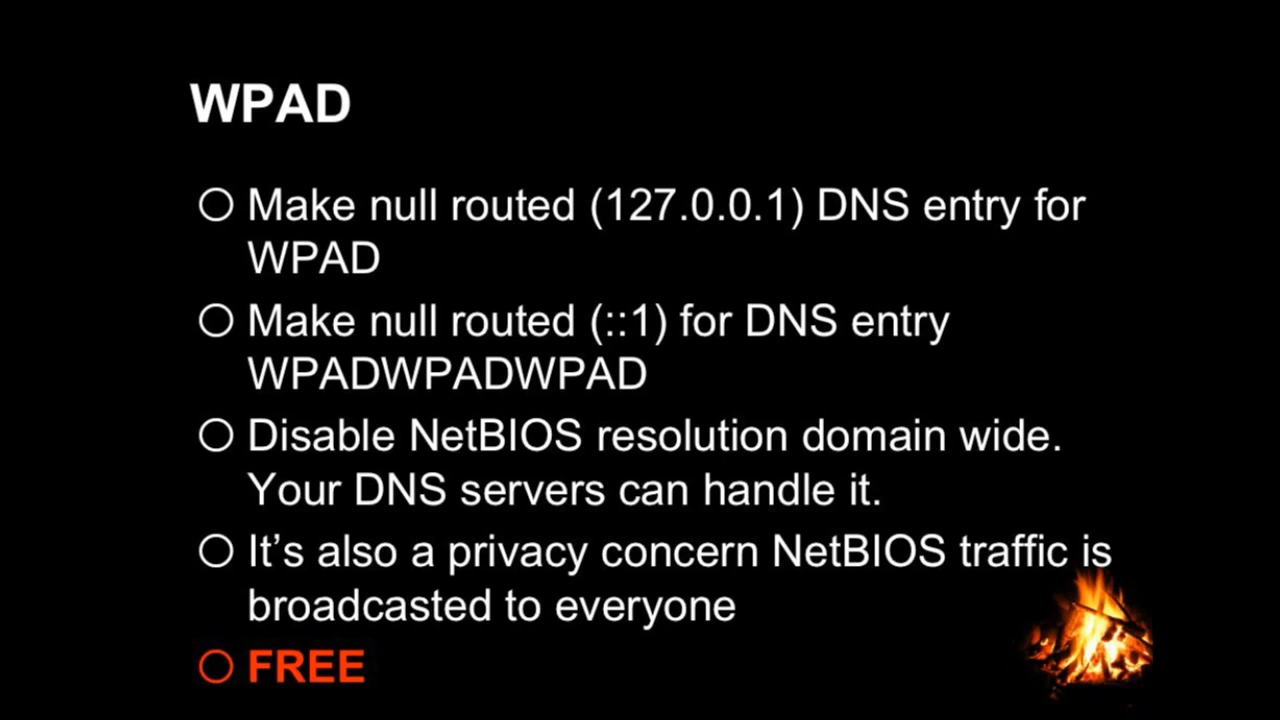 WPAD
Make null routed (127.0.0.1) DNS entry for
WPAD
Make null routed (::1) for DNS entry
WPADWPADWPAD
Disable NetBIOS resolution domain wide.
Your DNS servers can handle it.
It’s also a privacy concern NetBIOS traffic is
broadcasted to everyone
FREE